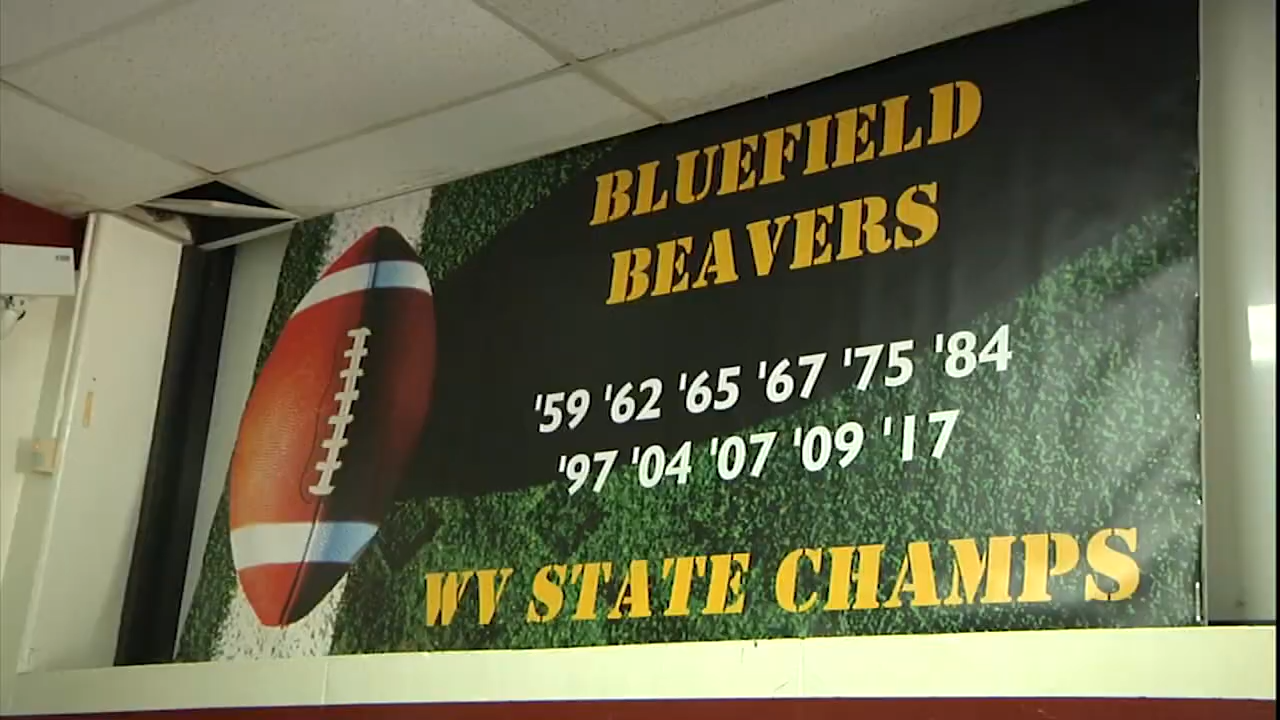 BLUEFIELD
BEAVERS
'59 '62 '65 '67 '75 '84
'97 '04 '07 '09 '17
WV STATE CHAMPS